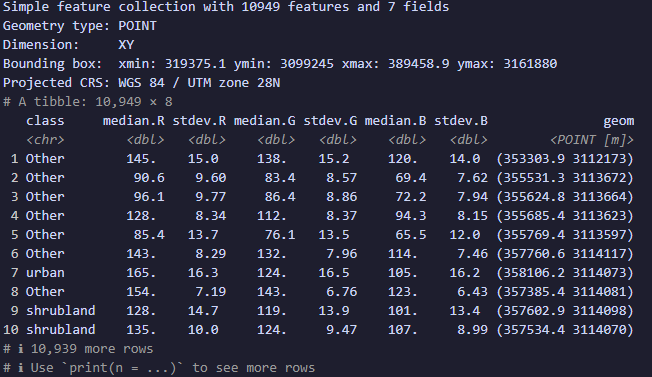 Simple feature collection with 10949 features and 7 fields
Geometry type: POINT
Dimension:     XY
Bounding box:  xmin: 319375.1 ymin: 3099245 xmax: 389458.9 ymax: 3161880
Projected CRS: WGS 84 / UTM zone 28N
# A tibble: 10,949 × 8
   class     median.R stdev.R median.G stdev.G median.B stdev.B               geom
   <chr>        <dbl>   <dbl>    <dbl>   <dbl>    <dbl>   <dbl>        <POINT [m]>
 1 Other        145.    15.0     138.    15.2     120.    14.0  (353303.9 3112173)
 2 Other         90.6    9.60     83.4    8.57     69.4    7.62 (355531.3 3113672)
 3 Other         96.1    9.77     86.4    8.86     72.2    7.94 (355624.8 3113664)
 4 Other        128.     8.34    112.     8.37     94.3    8.15 (355685.4 3113623)
 5 Other         85.4   13.7      76.1   13.5      65.5   12.0  (355769.4 3113597)
 6 Other        143.     8.29    132.     7.96    114.     7.46 (357760.6 3114117)
 7 urban        165.    16.3     124.    16.5     105.    16.2  (358106.2 3114073)
 8 Other        154.     7.19    143.     6.76    123.     6.43 (357385.4 3114081)
 9 shrubland    128.    14.7     119.    13.9     101.    13.4  (357602.9 3114098)
10 shrubland    135.    10.0     124.     9.47    107.     8.99 (357534.4 3114070)
# ℹ 10,939 more rows
# ℹ Use `print(n = ...)` to see more rows